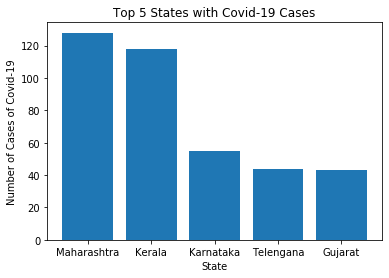 Top 5 States with Covid-19 Cases
Number of Cases of Covid-19
120
100
80
60
40
20
0
Maharashtra Kerala Karnataka Telengana Gujarat
State